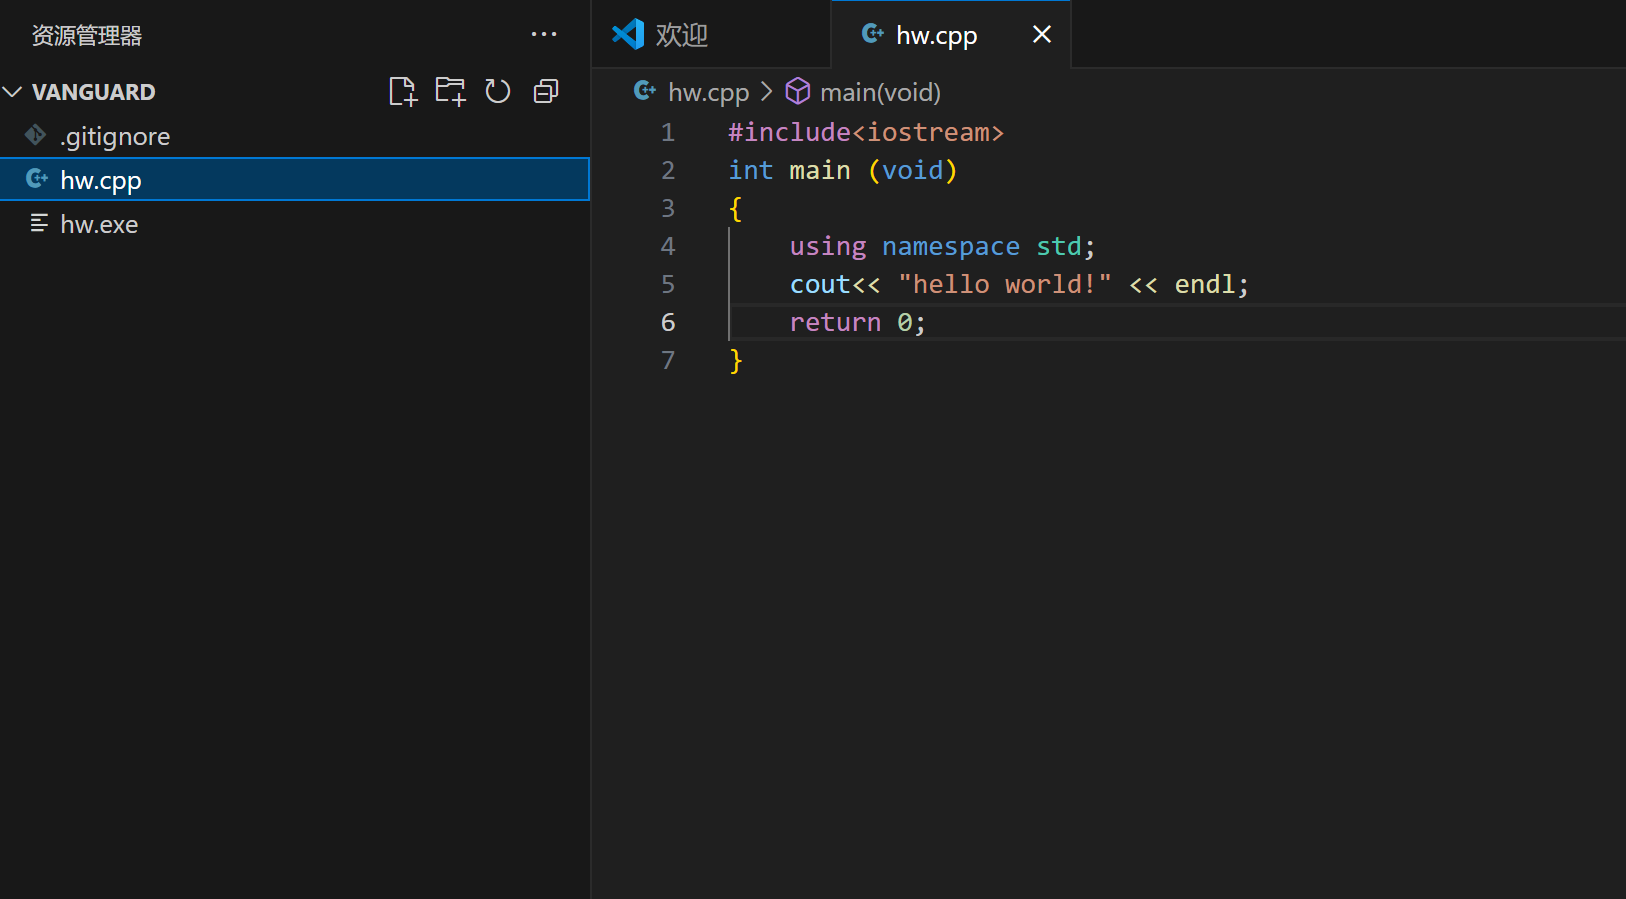 资源管理器
VANGUARD
.gitignore
hw.cpp
hw.exe
欢迎
hw.cpp
hw.cpp > main(void)
1 #include<iostream>
2 int main (void)
3 {
4     using namespace std;
5     cout<< "hello world!" << endl;
6     return 0;
7 }